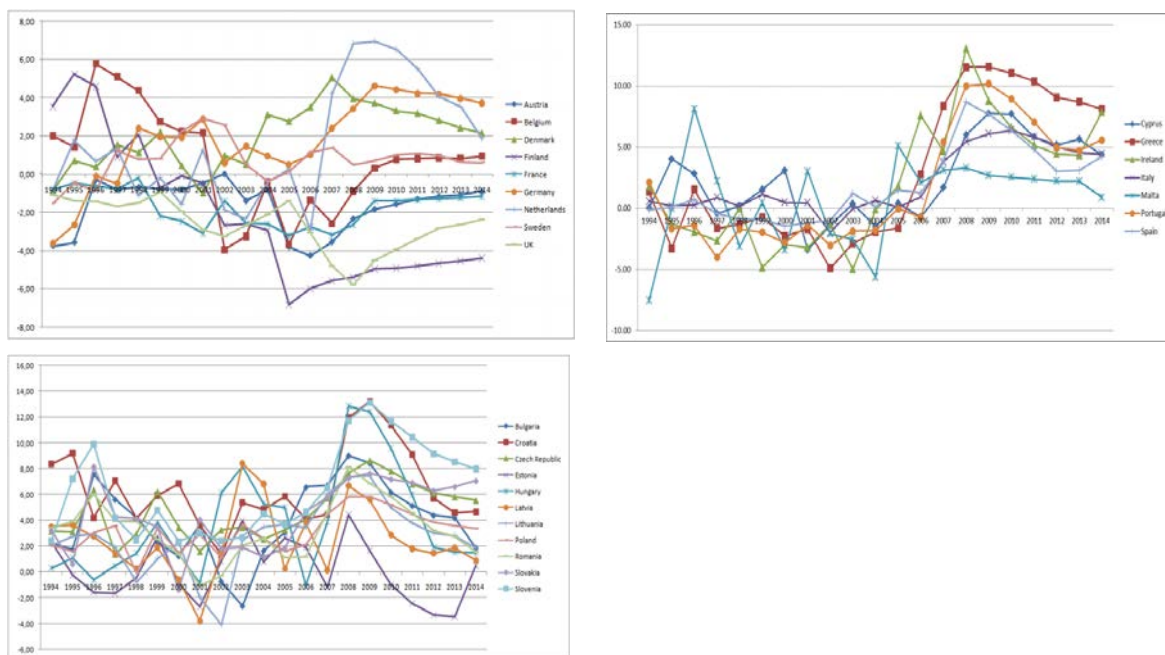 8,00
6,00
4,00
2,00
0,00
-2,00
-4,00
-6,00
-8,00
1994 1995 1996 1997 1998 1999 2000 2001 2002 2003 2004 2005 2006 2007 2008 2009 2010 2011 2012 2013 2014
Austria
Belgium
Denmark
Finland
France
Germany
Netherlands
Sweden
UK
15.00
10.00
5.00
0.00
-5.00
-10.00
1994 1995 1996 1997 1998 1999 2000 2001 2002 2003 2004 2005 2006 2007 2008 2009 2010 2011 2012 2013 2014
Cyprus
Greece
Ireland
Italy
Malta
Portugal
Spain
16,00
14,00
12,00
10,00
8,00
6,00
4,00
2,00
0,00
-2,00
-4,00
-6,00
1994 1995 1996 1997 1998 1999 2000 2001 2002 2003 2004 2005 2006 2007 2008 2009 2010 2011 2012 2013 2014
Bulgaria
Croatia
Czech Republic
Estonia
Hungary
Latvia
Lithuania
Poland
Romania
Slovakia
Slovenia